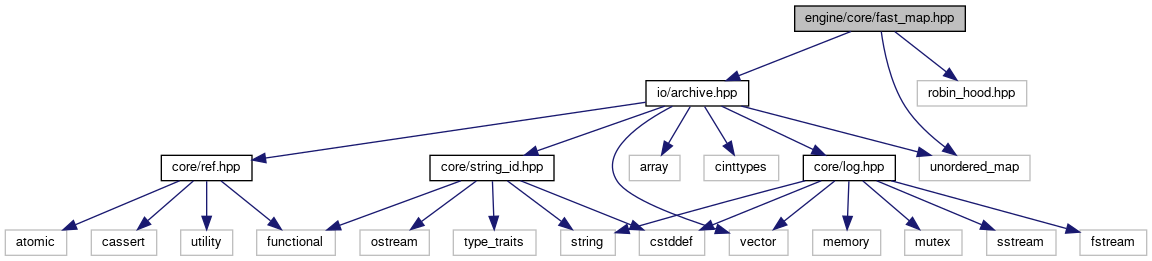 engine/core/fast_map.hpp
io/archive.hpp
robin_hood.hpp
core/ref.hpp
core/string_id.hpp
array
cinttypes
core/log.hpp
unordered_map
atomic
cassert
utility
functional
ostream
type_traits
string
cstddef
vector
memory
mutex
sstream
fstream